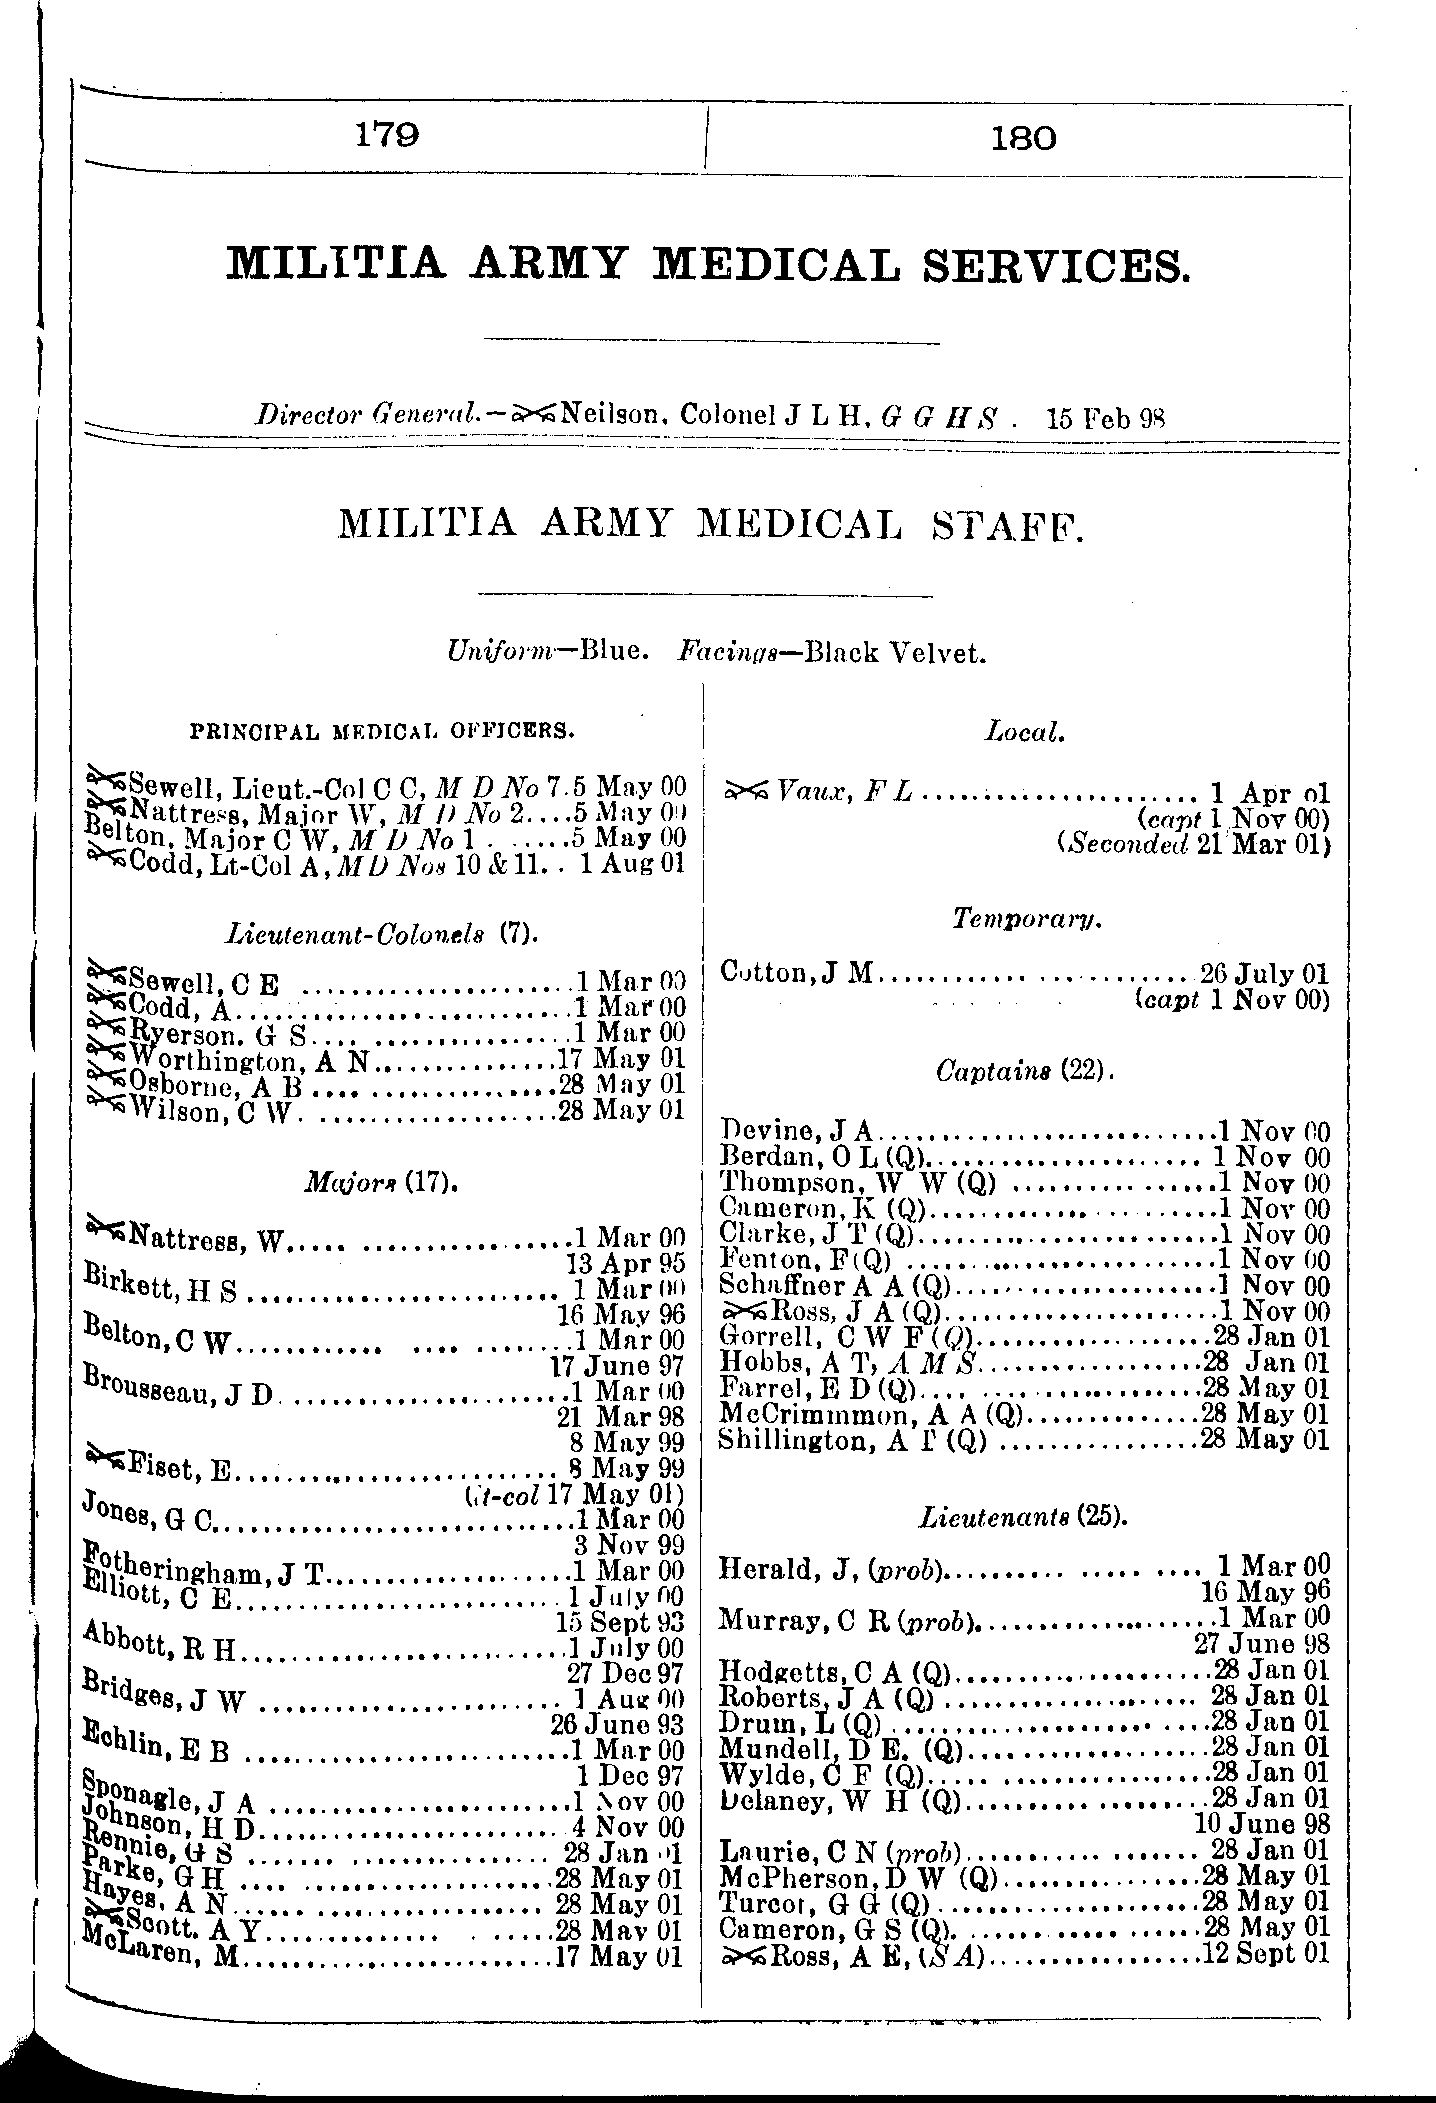 179
180
MILITIA ARMY MEDICAL SERVICES.
Director General.—Neilson, Colonel J L H, G G H S . 15 Feb 98
MILITIA ARMY MEDICAL STAFF.
Uniform—Blue. Facings—Black Velvet.
PRINCIPAL MEDICAL OFFICERS.
Sewell, Lieut.-Col C C, M D No 7.5 May 00
Nattress, Major W, M D No 2....5 May 00
Belton, Major C W, M D No 1 . ......5 May 00
Codd, Lt-Col A, M D Nos 10 & 11. . 1 Aug 01
Lieutenant-Colonels (7).
Sewell, C E ......................1 Mar 00
Codd, A...........................1 Mar 00
Ryerson, G S.... ................1 Mar 00
Worthington, A N...............17 May 01
Osborne, A B .... ...............28 May 01
Wilson, C W. ...................28 May 01
Majors (17).
Nattress, W..... .................1 Mar 00
13 Apr 95
Birkett, H S ......................... 1 Mar 00
16 May 96
Belton, C W............ .... ........1 Mar 00
17 June 97
Brousseau, J D. .......................1 Mar 00
21 Mar 98
8 May 99
Fiset, E.......................... 8 May 99
(lt-col 17 May 01)
Jones, G C.............................1 Mar 00
3 Nov 99
Fotheringham, J T....................1 Mar 00
Elliott, C E.......................... 1 July 00
15 Sept 93
Abbott, R H...........................1 July 00
27 Dec 97
Bridges, J W ........................ 1 Aug 00
26 June 93
Echlin, E B ..........................1 Mar 00
1 Dec 97
Sponagle, J A ........................1 Nov 00
Johnson, H D........................ 4 Nov 00
Rennie, G S ....... ................ 28 Jan 01
Parke, G H .... ....................28 May 01
Hayes, A N...... ................. 28 May 01
Scott, A Y............. . ......28 May 01
McLaren, M.........................17 May 01
Local.
Vaux, F L ...................... 1 Apr 01
(capt 1 Nov 00)
(Seconded 21 Mar 01)
Temporary.
Cotton, J M............ ............ 26 July 01
(capt 1 Nov 00)
Captains (22).
Devine, J A...........................1 Nov 00
Berdan, O L (Q)...................... 1 Nov 00
Thompson, W W (Q) .......... ......1 Nov 00
Cameron, K (Q)............. ..........1 Nov 00
Clarke, J T (Q)........................1 Nov 00
Fenton, F (Q) .........................1 Nov 00
Schaffner A A (Q).....................1 Nov 00
Ross, J A (Q)......................1 Nov 00
Gorrell, C W F (Q)...................28 Jan 01
Hobbs, A T, A M S..................28 Jan 01
Farrel, E D (Q).... ..................28 May 01
McCrimmmon, A A (Q)..............28 May 01
Shillington, A T (Q) ................28 May 01
Lieutenants (25).
Herald, J, (prob).......... ..... .... 1 Mar 00
16 May 96
Murray, C R (prob)...................1 Mar 00
27 June 98
Hodgetts, C A (Q).....................28 Jan 01
Roberts, J A (Q) .................... 28 Jan 01
Drum, L (Q) ..................... ....28 Jan 01
Mundell, D E. (Q)....................28 Jan 01
Wylde, C F (Q)..... .................28 Jan 01
Delaney, W H (Q).......... .........28 Jan 01
10 June 98
Laurie, C N (prob)........... ....... 28 Jan 01
McPherson, D W (Q)................28 May 01
Turcot, G G (Q).....................28 May 01
Cameron, G S (Q). ..................28 May 01
Ross, A E, (S A).................12 Sept 01